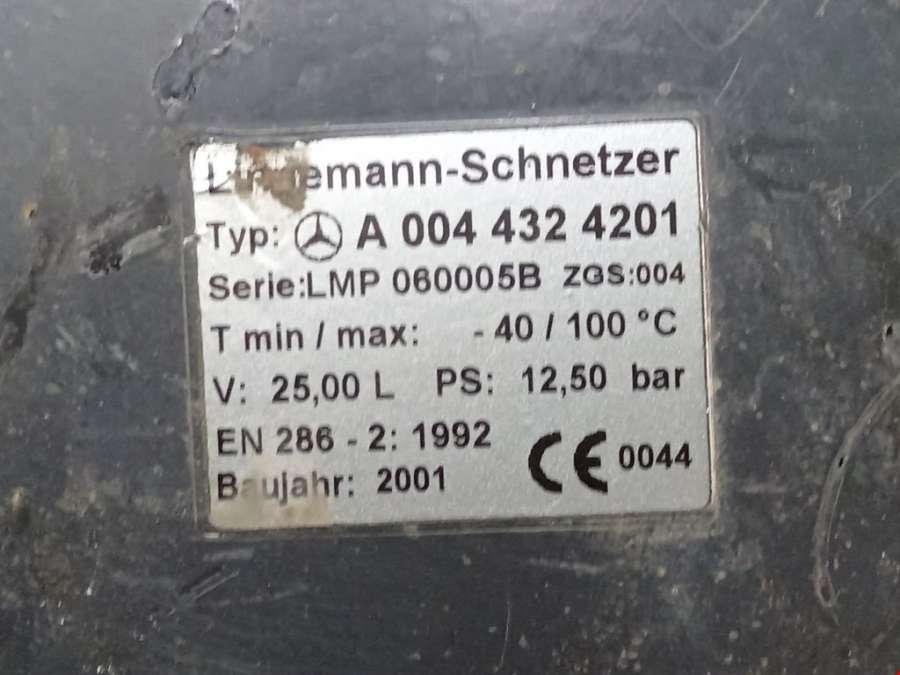 emann-Schnetzer
Typ: A 004 432 4201
Serie:LMP 060005B ZGS:004
T min / max: - 40 / 100 °C
V: 25,00 L PS: 12,50 bar
EN 286 - 2: 1992
Baujahr: 2001 CE 0044